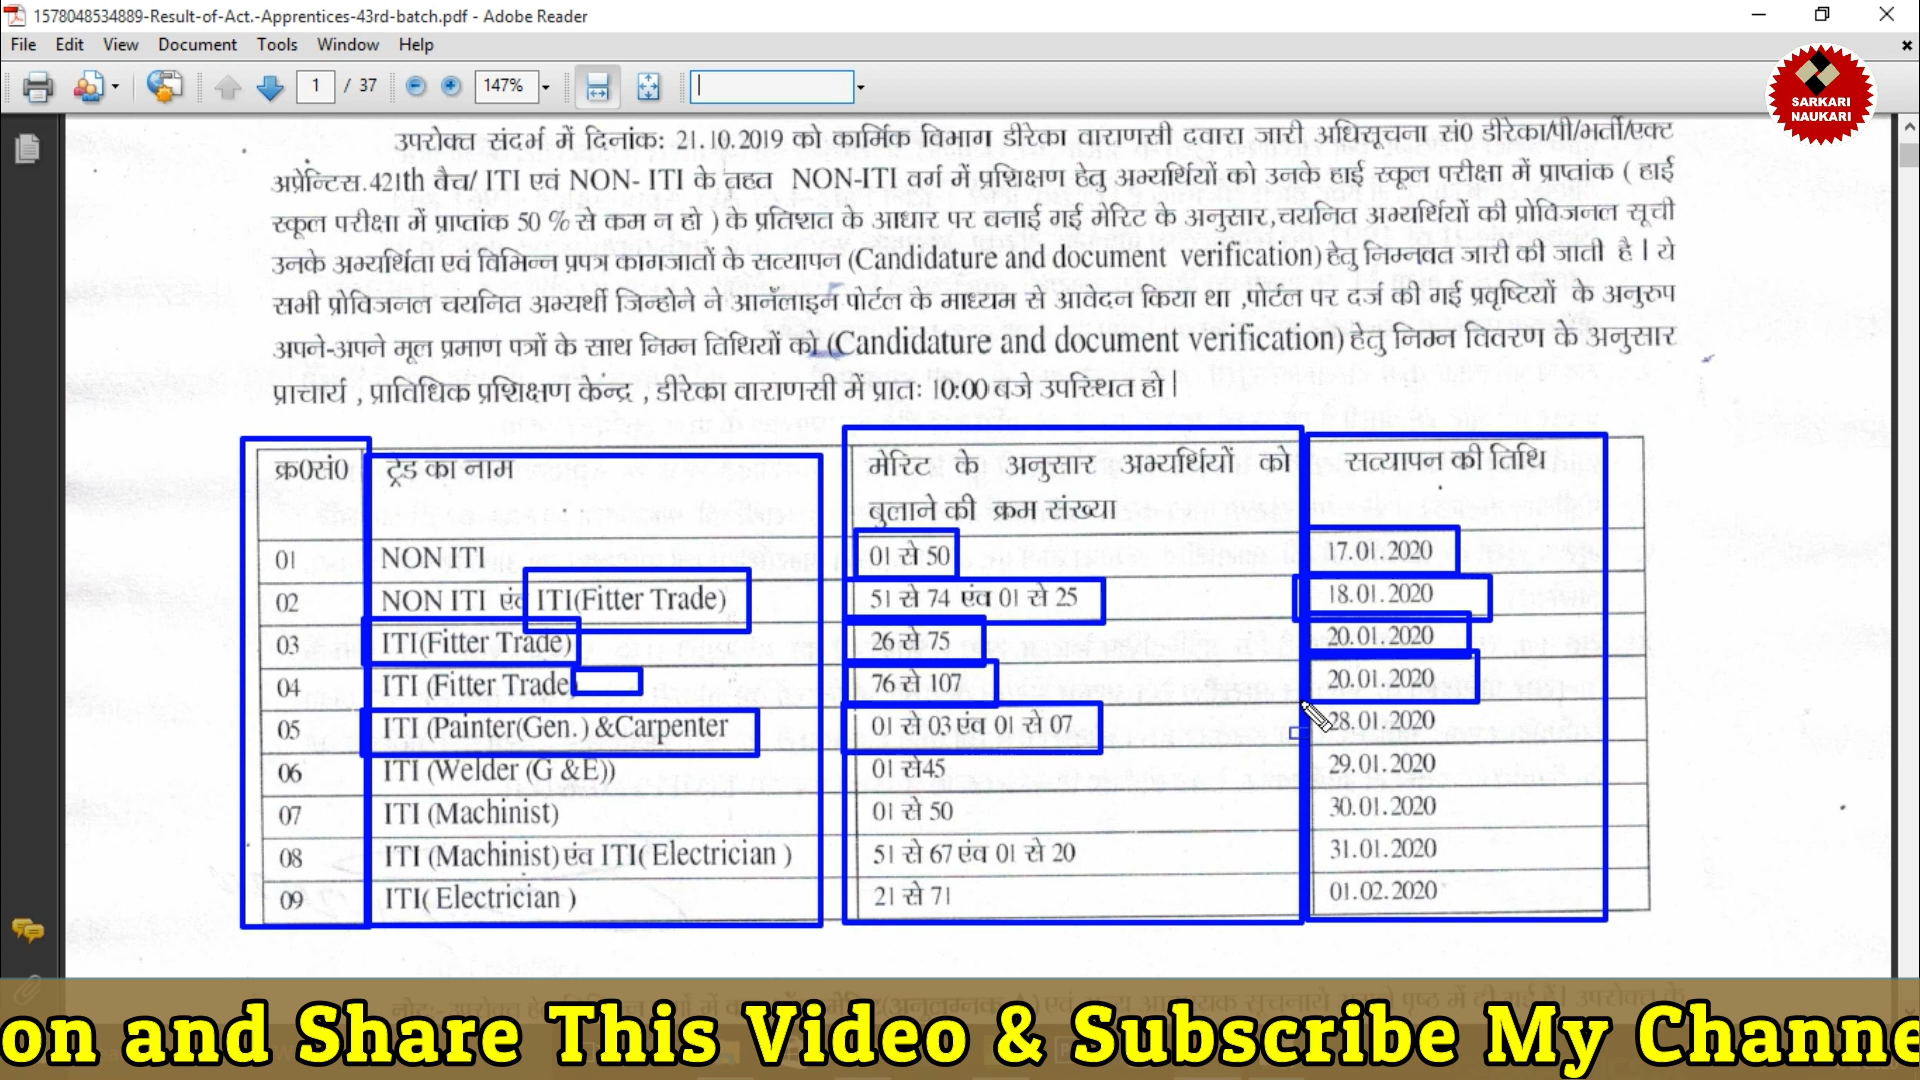 1578048534889-Result-of-Act.-Apprentices-43rd-batch.pdf - Adobe Reader
File Edit View Document Tools Window Help
1 / 37 147%
SARKARI
NAUKARI
उपरोक्त संदर्भ में दिनांक: 21.10.2019 को कार्मिक विभाग डीरेका वाराणसी दवारा जारी अधिसूचना सं0 डीरेका/पी/भर्ती/एक्ट
अप्रेन्टिस.421th वैच/ ITI एवं NON- ITI के तहत NON-ITI वर्ग में प्रशिक्षण हेतु अभ्यर्थियों को उनके हाई स्कूल परीक्षा में प्राप्तांक ( हाई
स्कूल परीक्षा में प्राप्तांक 50 % से कम न हो ) के प्रतिशत के आधार पर वनाई गई मेरिट के अनुसार,चयनित अभ्यर्थियों की प्रोविजनल सूची
उनके अभ्यर्थिता एवं विभिन्न प्रपत्र कागजातों के सत्यापन (Candidature and document verification) हेतु निम्नवत जारी की जाती है । ये
सभी प्रोविजनल चयनित अभ्यर्थी जिन्होने ने आनॅलाइन पोर्टल के माध्यम से आवेदन किया था ,पोर्टल पर दर्ज की गई प्रवृष्टियों के अनुरुप
अपने-अपने मूल प्रमाण पत्रों के साथ निम्न तिथियों को (Candidature and document verification) हेतु निम्न विवरण के अनुसार
प्राचार्य , प्राविधिक प्रशिक्षण केन्द्र , डीरेका वाराणसी में प्रातः 10:00 बजे उपस्थित हो ।
क्र0सं0 ट्रेड का नाम मेरिट के अनुसार अभ्यर्थियों को सत्यापन की तिथि
बुलाने की क्रम संख्या
01 NON ITI 01 से 50 17.01.2020
02 NON ITI एंव ITI(Fitter Trade) 51 से 74 एंव 01 से 25 18.01.2020
03 ITI(Fitter Trade) 26 से 75 20.01.2020
04 ITI (Fitter Trade) 76 से 107 20.01.2020
05 ITI (Painter(Gen.) &Carpenter 01 से 03 एंव 01 से 07 28.01.2020
06 ITI (Welder (G &E)) 01 से45 29.01.2020
07 ITI (Machinist) 01 से 50 30.01.2020
08 ITI (Machinist) एंव ITI( Electrician ) 51 से 67 एंव 01 से 20 31.01.2020
09 ITI( Electrician ) 21 से 71 01.02.2020
on and Share This Video & Subscribe My Channe